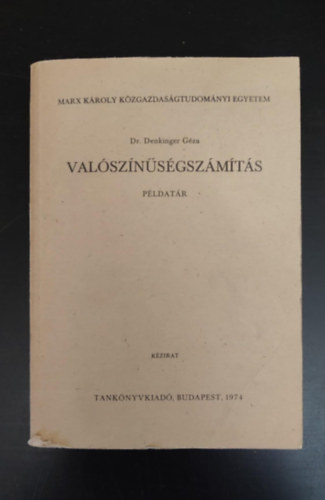 MARX KÁROLY KÖZGAZDASÁGTUDOMÁNYI EGYETEM
Dr. Denkinger Géza
VALÓSZÍNŰSÉGSZÁMÍTÁS
PÉLDATÁR
KÉZIRAT
TANKÖNYVKIADÓ, BUDAPEST, 1974